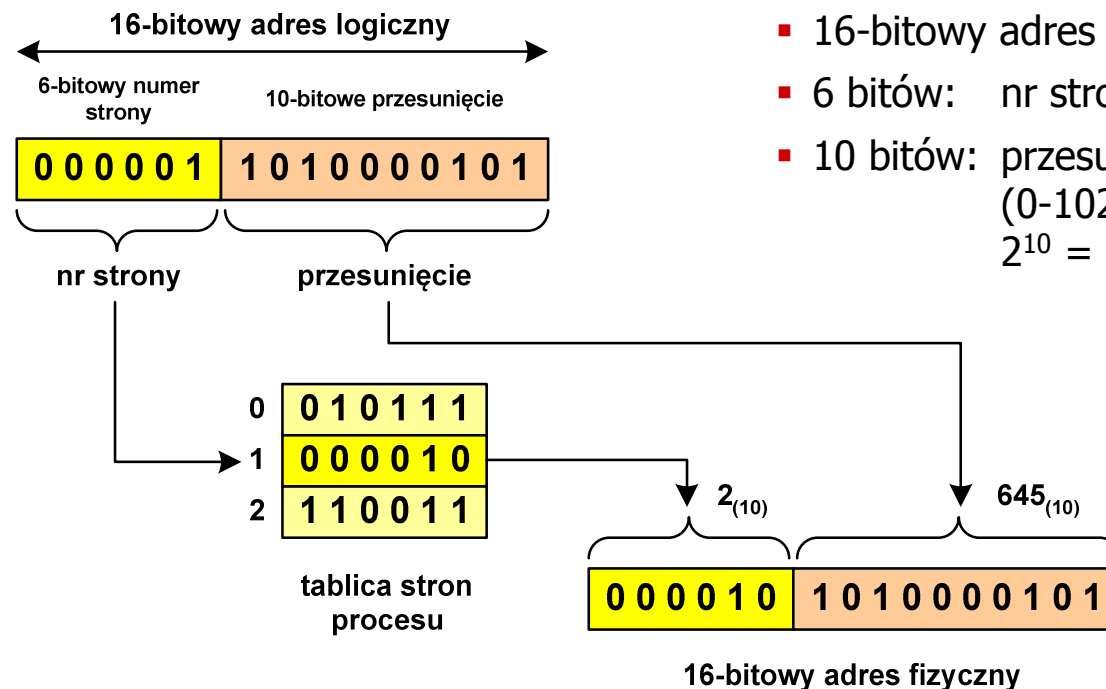 16-bitowy adres logiczny
6-bitowy numer
strony
10-bitowe przesunięcie
0 0 0 0 0 1 1 0 1 0 0 0 0 1 0 1
nr strony
przesunięcie
▪ 16-bitowy adres
▪ 6 bitów: nr
▪ 10 bitów:
2¹⁰ =
0 0 1 0 1 1 1
1 0 0 0 0 1 0
2 1 1 0 0 1 1
tablica stron
procesu
2(10)
645(10)
0 0 0 0 1 0 1 0 1 0 0 0 0 1 0 1
16-bitowy adres fizyczny